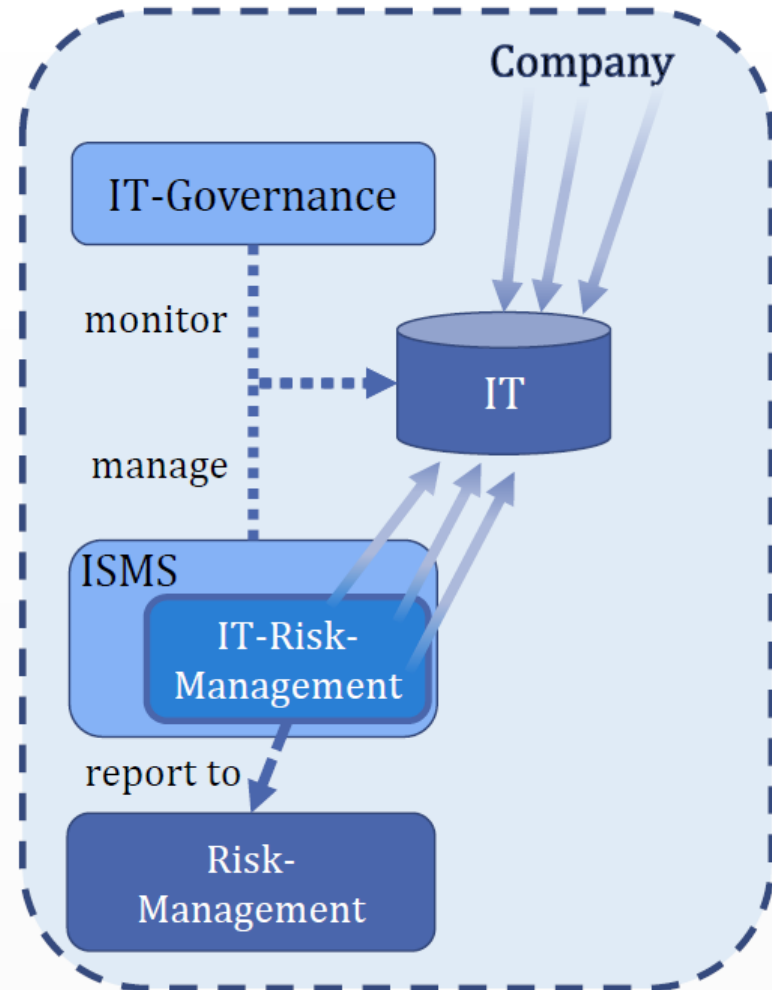 Company
IT-Governance
monitor
IT
manage
ISMS
IT-Risk-
Management
report to
Risk-
Management